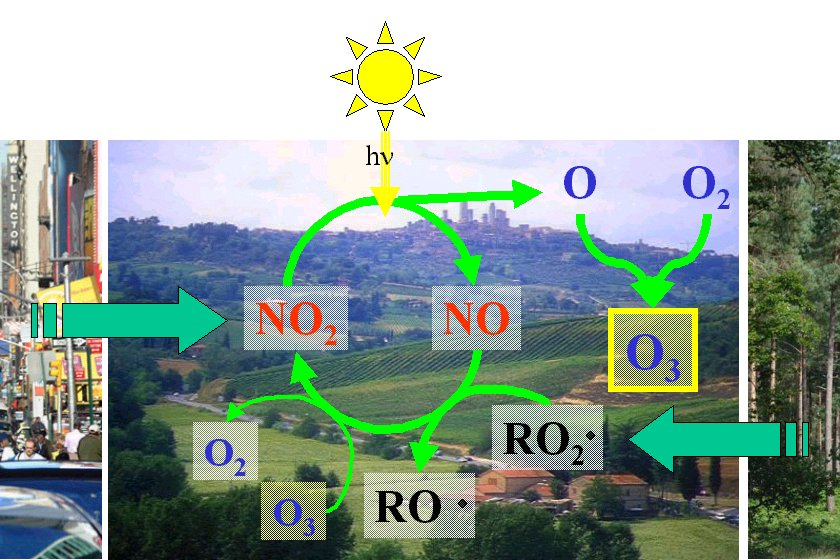 hν
O O₂
NO₂ NO
O₃
RO₂·
O₂
O₃ RO ·